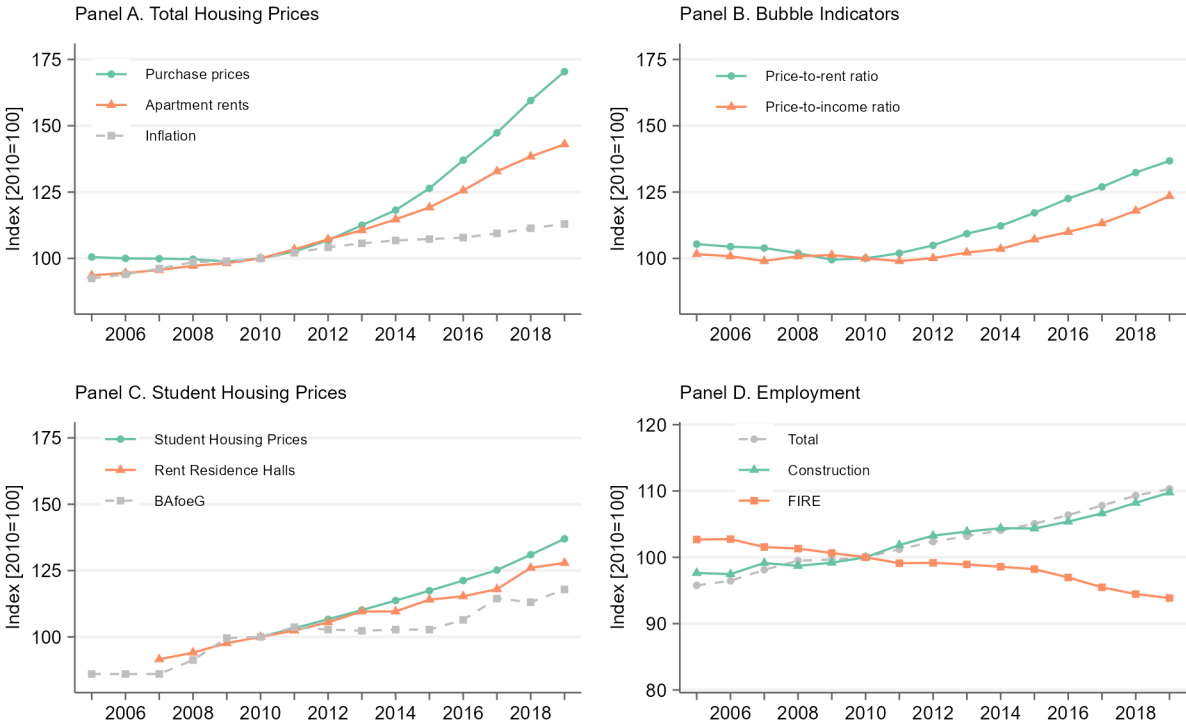 Panel A. Total Housing Prices
Index [2010=100]
175
150
125
100
Purchase prices
Apartment rents
Inflation
2006 2008 2010 2012 2014 2016 2018
Panel B. Bubble Indicators
Index [2010=100]
175
150
125
100
Price-to-rent ratio
Price-to-income ratio
2006 2008 2010 2012 2014 2016 2018
Panel C. Student Housing Prices
Index [2010=100]
175
150
125
100
Student Housing Prices
Rent Residence Halls
BAfoeG
2006 2008 2010 2012 2014 2016 2018
Panel D. Employment
Index [2010=100]
120
110
100
90
80
Total
Construction
FIRE
2006 2008 2010 2012 2014 2016 2018